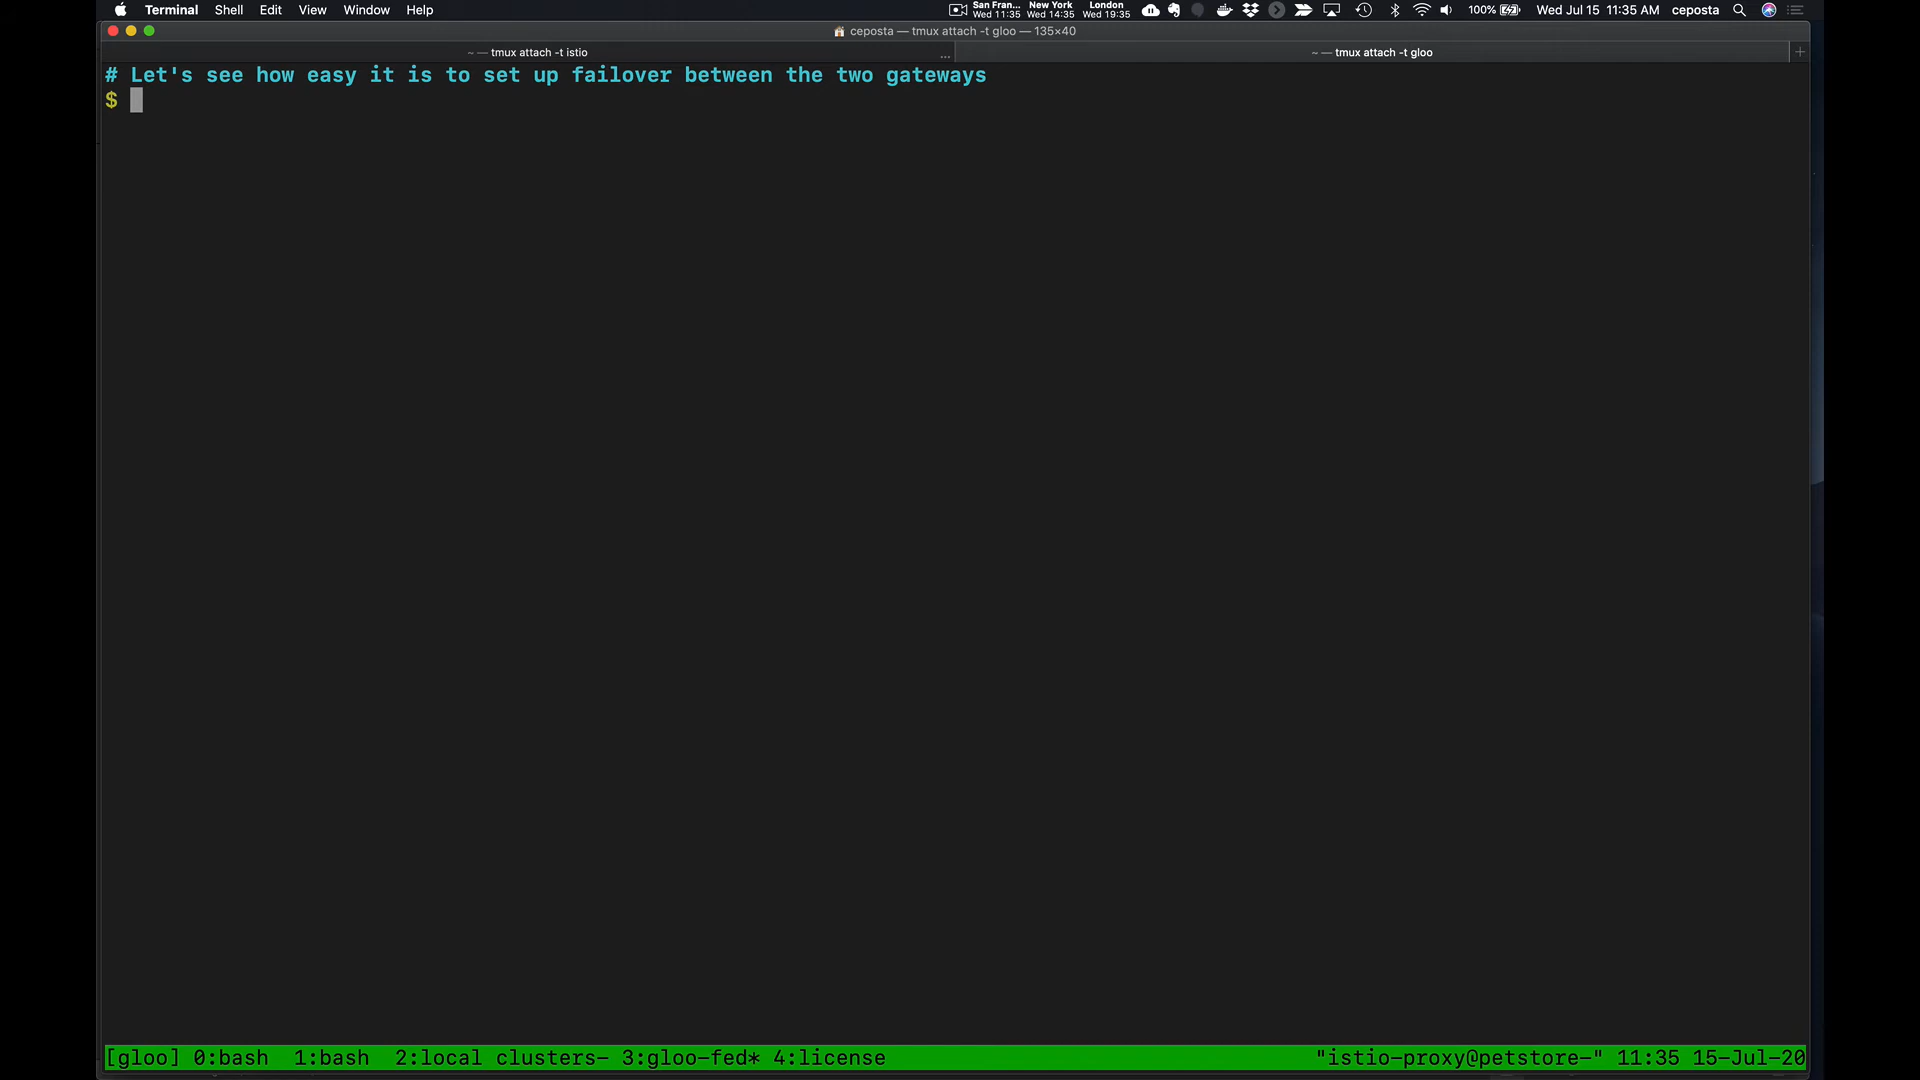 Terminal Shell Edit View Window Help San Fran... New York London 100% Wed Jul 15 11:35 AM ceposta
Wed 11:35 Wed 14:35 Wed 19:35
ceposta — tmux attach -t gloo — 135×40
~ — tmux attach -t istio ... ~ — tmux attach -t gloo +
# Let's see how easy it is to set up failover between the two gateways
$
[gloo] 0:bash 1:bash 2:local clusters- 3:gloo-fed* 4:license "istio-proxy@petstore-" 11:35 15-Jul-20